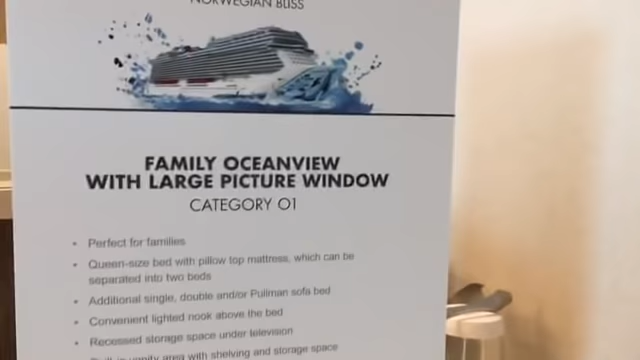 NORWEGIAN BLISS
FAMILY OCEANVIEW
WITH LARGE PICTURE WINDOW
CATEGORY O1
• Perfect for families
• Queen-size bed with pillow top mattress, which can be
separated into two beds
• Additional single, double and/or Pullman sofa bed
• Convenient lighted nook above the bed
• Recessed storage space under television
• Built-in vanity area with shelving and storage space